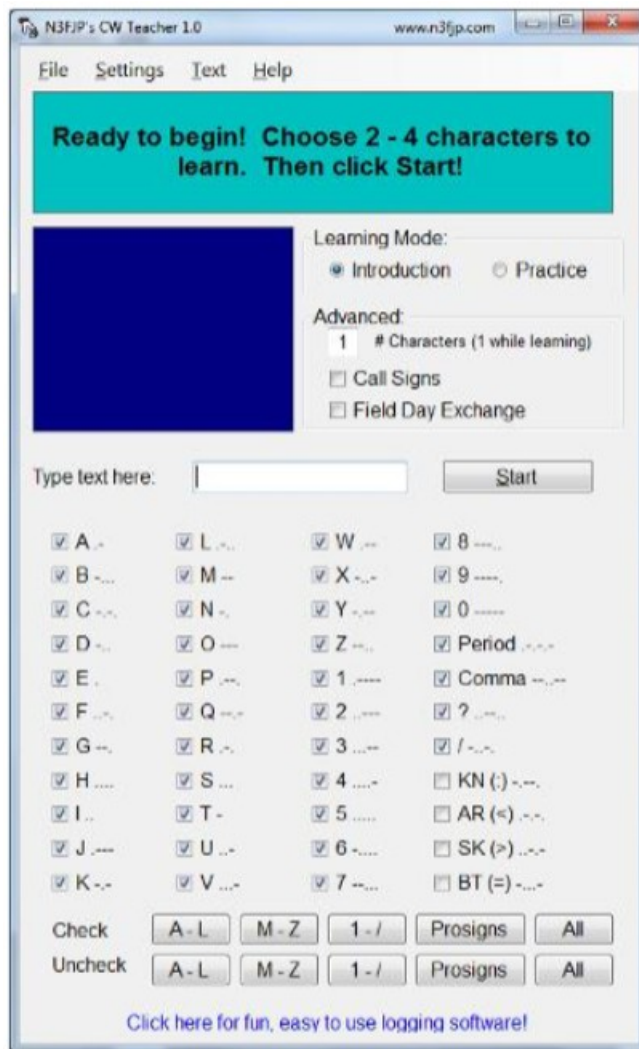 N3FJP's CW Teacher 1.0 www.n3fjp.com
File Settings Text Help
Ready to begin! Choose 2 - 4 characters to
learn. Then click Start!
Learning Mode:
Introduction Practice
Advanced:
1 # Characters (1 while learning)
Call Signs
Field Day Exchange
Type text here: Start
A .- L .-.. W .-- 8 ---..
B -... M -- X -..- 9 ----.
C -.-. N -. Y -.-- 0 -----
D -.. O --- Z --.. Period .-.-.-
E . P .--. 1 .---- Comma --..--
F ..-. Q --.- 2 ..--- ? ..--..
G --. R .-. 3 ...-- / -..-.
H .... S ... 4 ....- KN (:) -.--.
I .. T - 5 ..... AR (<) .-.-.
J .--- U ..- 6 -.... SK (>) ..-.-
K -.- V ...- 7 --... BT (=) -...-
Check A - L M - Z 1 - / Prosigns All
Uncheck A - L M - Z 1 - / Prosigns All
Click here for fun, easy to use logging software!